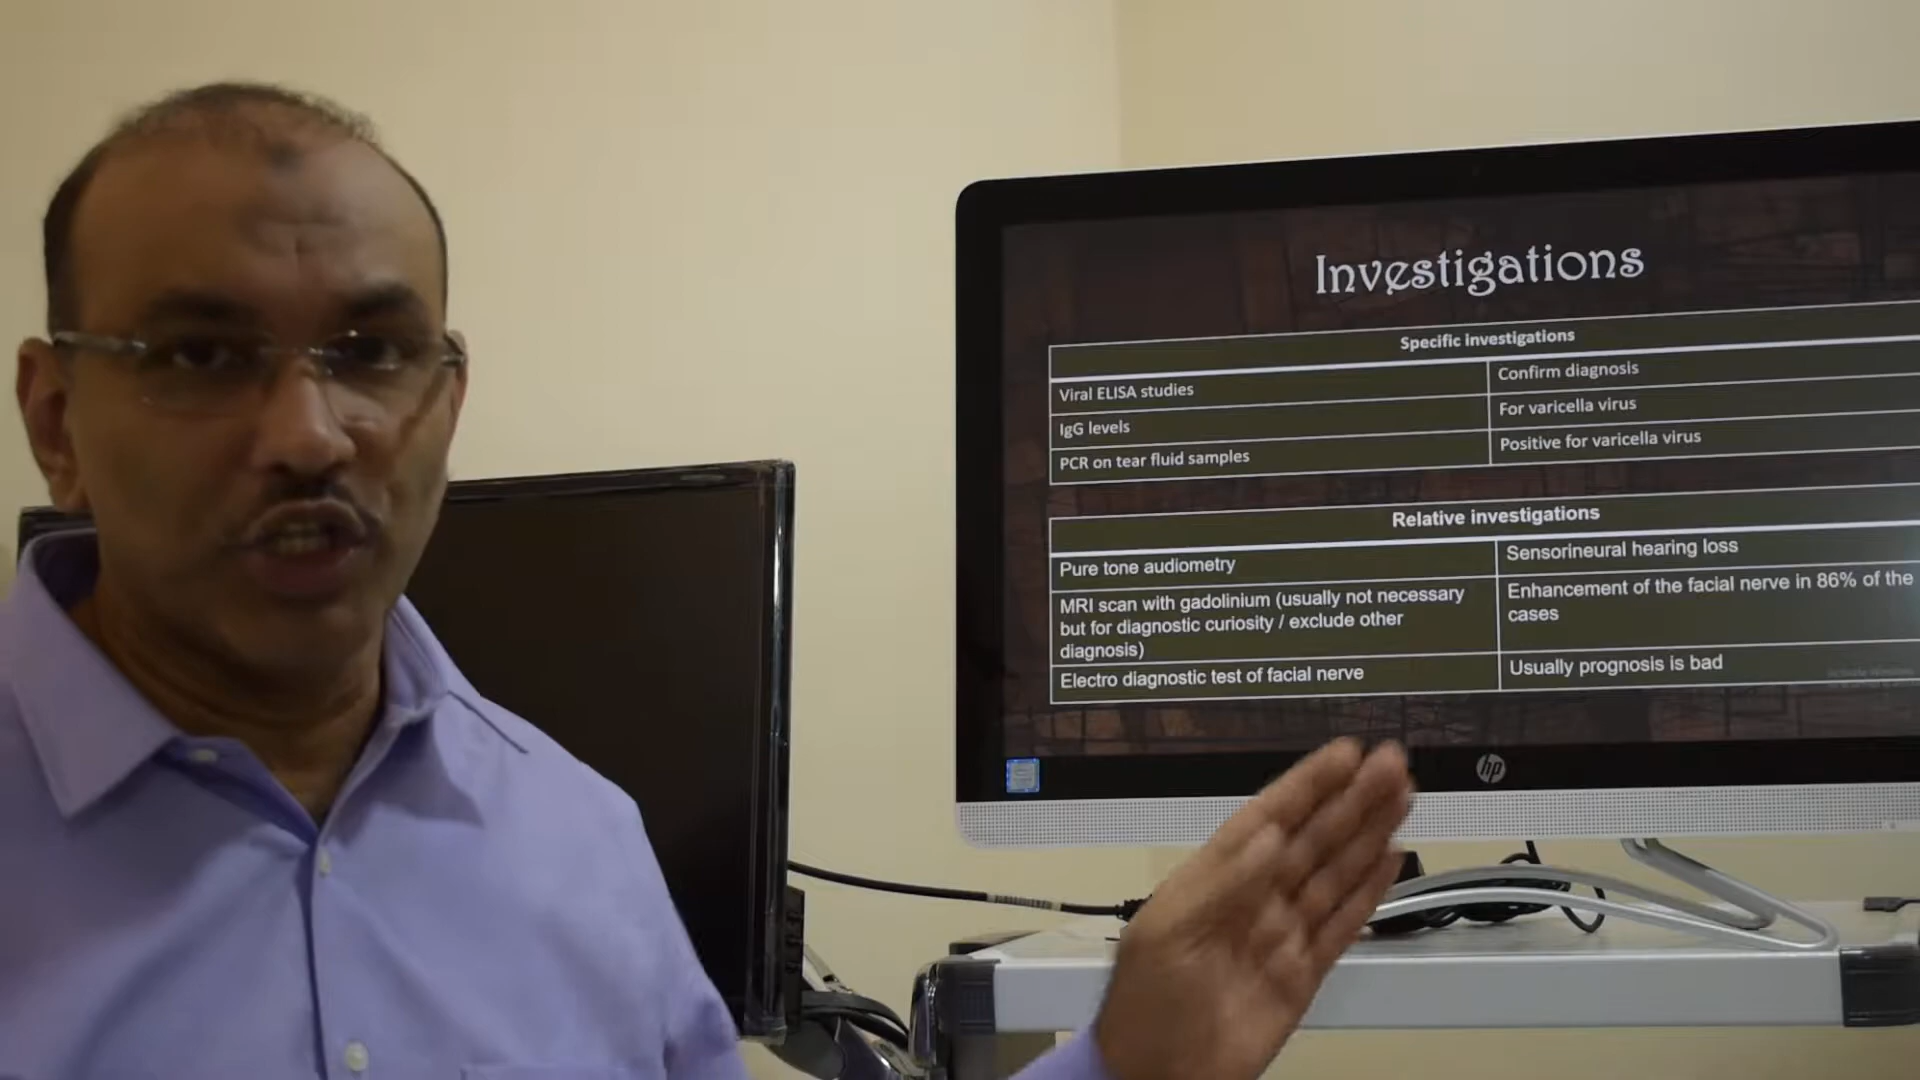 Investigations
Specific investigations
Viral ELISA studies
Confirm diagnosis
IgG levels
For varicella virus
PCR on tear fluid samples
Positive for varicella virus
Relative investigations
Pure tone audiometry
Sensorineural hearing loss
MRI scan with gadolinium (usually not necessary
but for diagnostic curiosity / exclude other
diagnosis)
Enhancement of the facial nerve in 86% of the
cases
Electro diagnostic test of facial nerve
Usually prognosis is bad
hp